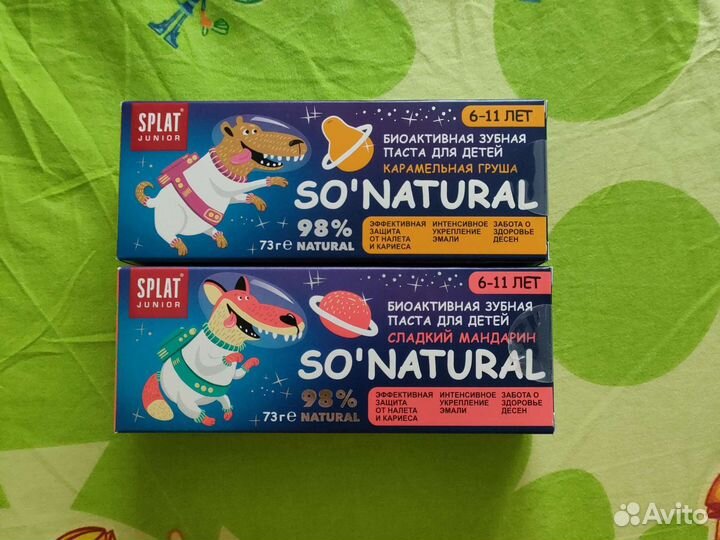 SPLAT
JUNIOR
6-11 ЛЕТ
БИОАКТИВНАЯ ЗУБНАЯ
ПАСТА ДЛЯ ДЕТЕЙ
КАРАМЕЛЬНАЯ ГРУША
SO'NATURAL
73 г e 98% NATURAL
ЭФФЕКТИВНАЯ ЗАЩИТА ОТ НАЛЕТА И КАРИЕСА
ИНТЕНСИВНОЕ УКРЕПЛЕНИЕ ЭМАЛИ
ЗАБОТА О ЗДОРОВЬЕ ДЕСЕН
SPLAT
JUNIOR
6-11 ЛЕТ
БИОАКТИВНАЯ ЗУБНАЯ
ПАСТА ДЛЯ ДЕТЕЙ
СЛАДКИЙ МАНДАРИН
SO'NATURAL
73 г e 98% NATURAL
ЭФФЕКТИВНАЯ ЗАЩИТА ОТ НАЛЕТА И КАРИЕСА
ИНТЕНСИВНОЕ УКРЕПЛЕНИЕ ЭМАЛИ
ЗАБОТА О ЗДОРОВЬЕ ДЕСЕН
Avito